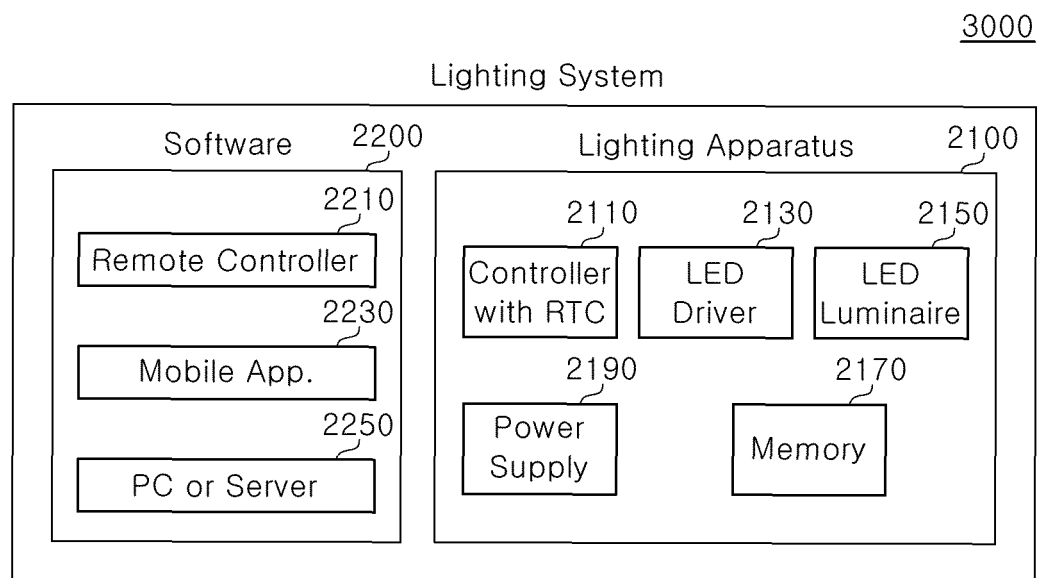 3000
Lighting System
Software
2200
2210
Remote Controller
2230
Mobile App.
2250
PC or Server
Lighting Apparatus
2100
2110
Controller
with RTC
2130
LED
Driver
2150
LED
Luminaire
2190
Power
Supply
2170
Memory